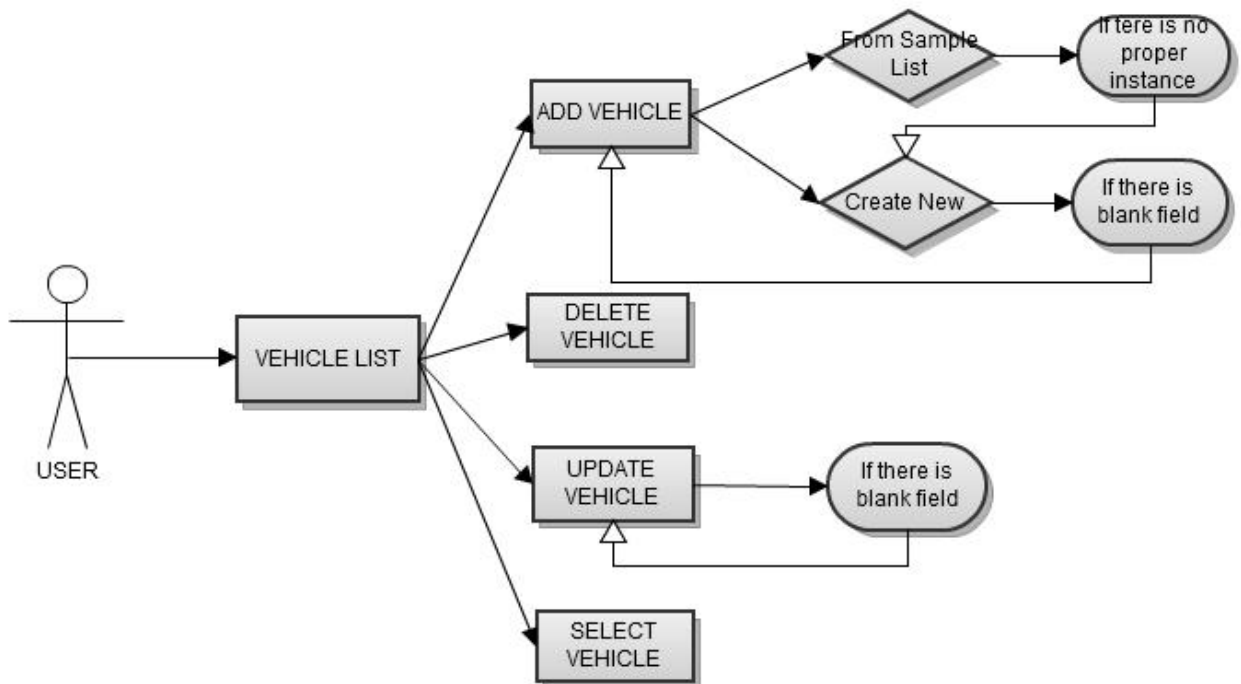 From Sample
List
If tere is no
proper
instance
ADD VEHICLE
Create New
If there is
blank field
DELETE
VEHICLE
VEHICLE LIST
USER
UPDATE
VEHICLE
If there is
blank field
SELECT
VEHICLE